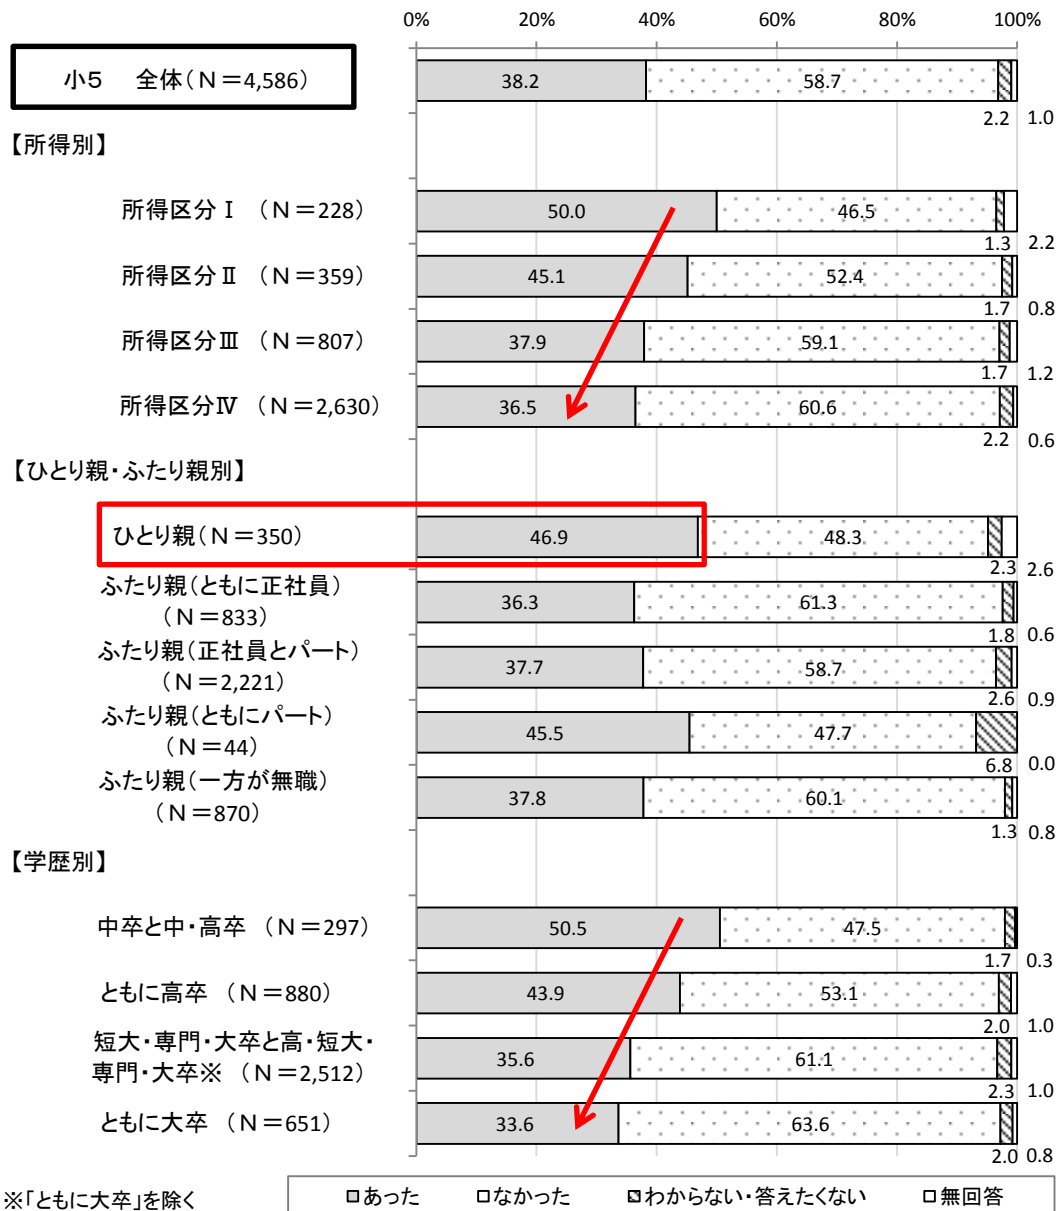 0% 20% 40% 60% 80% 100%
小5 全体(N=4,586) 38.2 58.7
2.2 1.0
【所得別】
所得区分Ⅰ (N=228) 50.0 46.5
1.3 2.2
所得区分Ⅱ (N=359) 45.1 52.4
1.7 0.8
所得区分Ⅲ (N=807) 37.9 59.1
1.7 1.2
所得区分Ⅳ (N=2,630) 36.5 60.6
2.2 0.6
【ひとり親・ふたり親別】
ひとり親(N=350) 46.9 48.3
2.3 2.6
ふたり親(ともに正社員)
(N=833) 36.3 61.3
1.8 0.6
ふたり親(正社員とパート)
(N=2,221) 37.7 58.7
2.6 0.9
ふたり親(ともにパート)
(N=44) 45.5 47.7
6.8 0.0
ふたり親(一方が無職)
(N=870) 37.8 60.1
1.3 0.8
【学歴別】
中卒と中・高卒 (N=297) 50.5 47.5
1.7 0.3
ともに高卒 (N=880) 43.9 53.1
2.0 1.0
短大・専門・大卒と高・短大・
専門・大卒※ (N=2,512) 35.6 61.1
2.3 1.0
ともに大卒 (N=651) 33.6 63.6
2.0 0.8
※「ともに大卒」を除く
あった なかった わからない・答えたくない 無回答